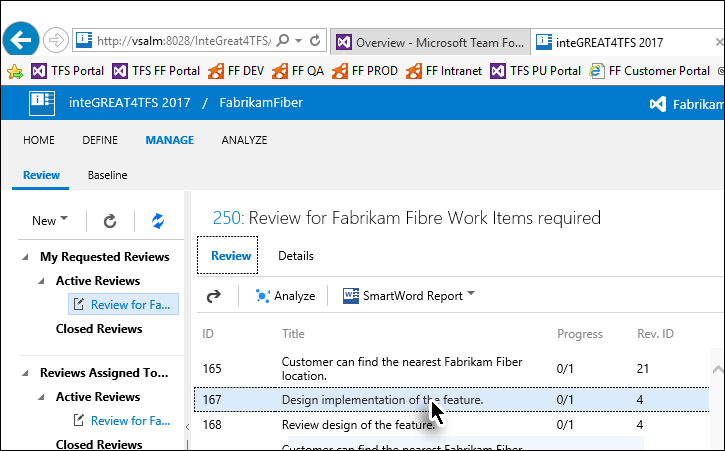 http://vsalm:8028/InteGreat4TFS/
Overview - Microsoft Team Fo...
inteGREAT4TFS 2017
TFS Portal
TFS FF Portal
FF DEV
FF QA
FF PROD
FF Intranet
TFS PU Portal
FF Customer Portal
inteGREAT4TFS 2017 / FabrikamFiber
Fabrikam
HOME
DEFINE
MANAGE
ANALYZE
Review
Baseline
New
My Requested Reviews
Active Reviews
Review for Fa...
Closed Reviews
Reviews Assigned To...
Active Reviews
Review for Fa...
Closed Reviews
250: Review for Fabrikam Fibre Work Items required
Review
Details
Analyze
SmartWord Report
ID Title Progress Rev. ID
165 Customer can find the nearest Fabrikam Fiber location. 0/1 21
167 Design implementation of the feature. 0/1 4
168 Review design of the feature. 0/1 4
Customer can find the nearest Fabrikam Fiber